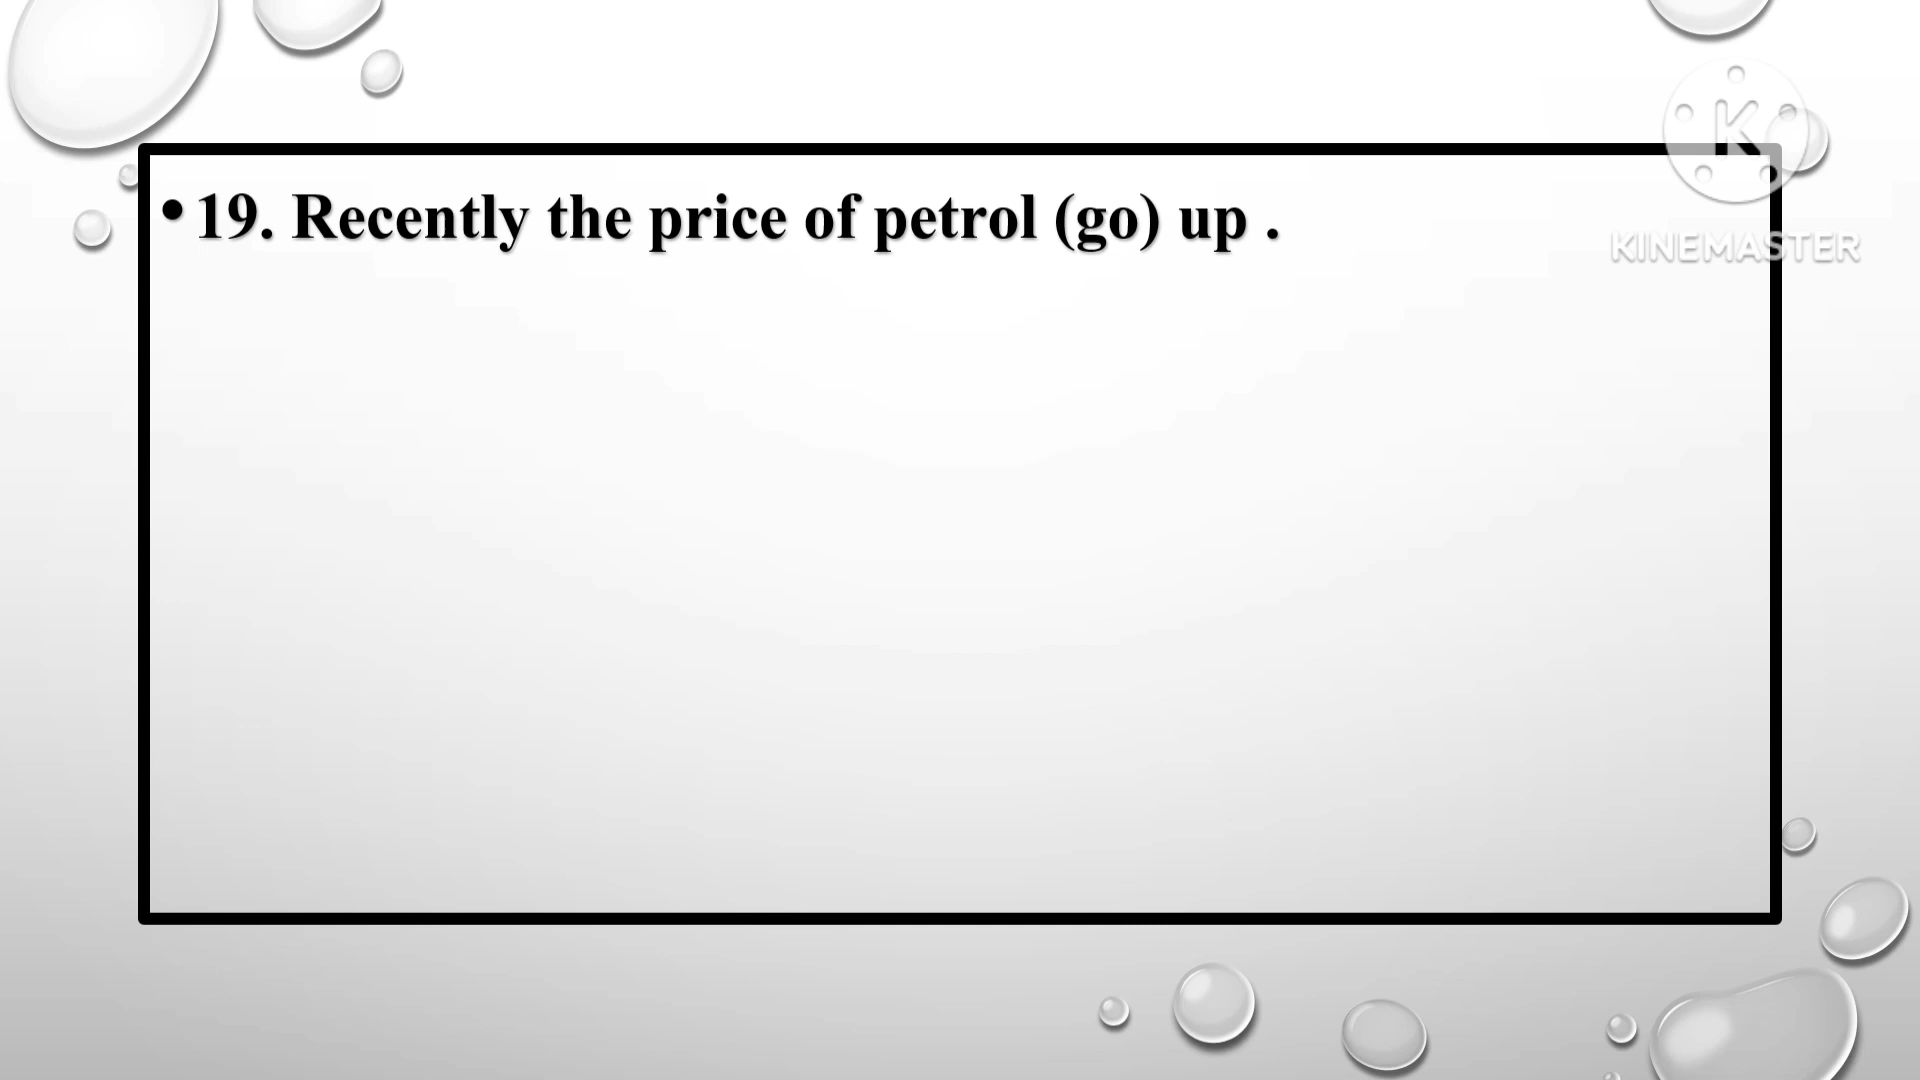 • 19. Recently the price of petrol (go) up .
K
KINEMASTER